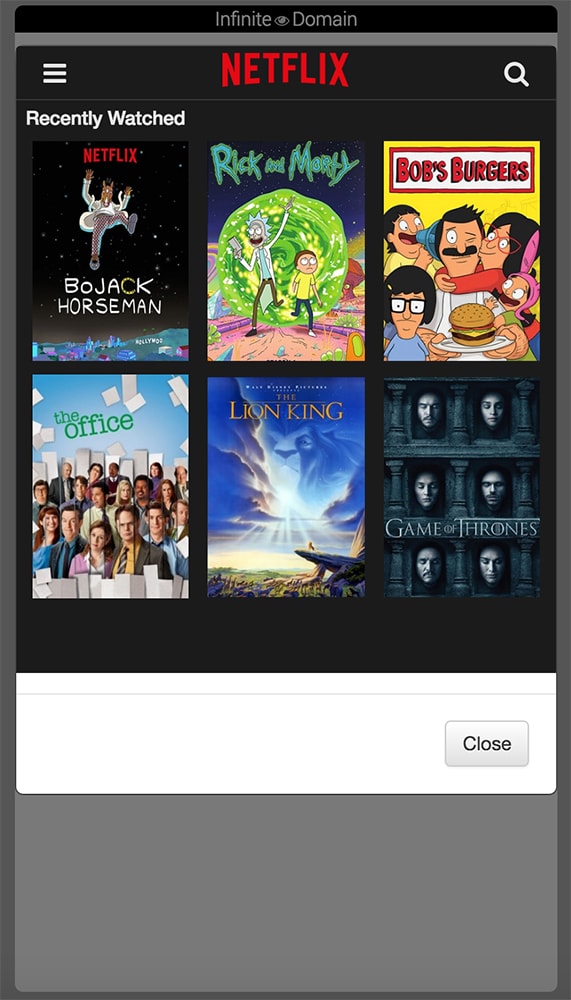 Infinite Domain
NETFLIX
Recently Watched
NETFLIX
BOJACK
HORSEMAN
HOLLYWOO
RICK AND MORTY
BOB'S BURGERS
the
office
WALT DISNEY PICTURES
THE
LION KING
GAME OF THRONES
Close